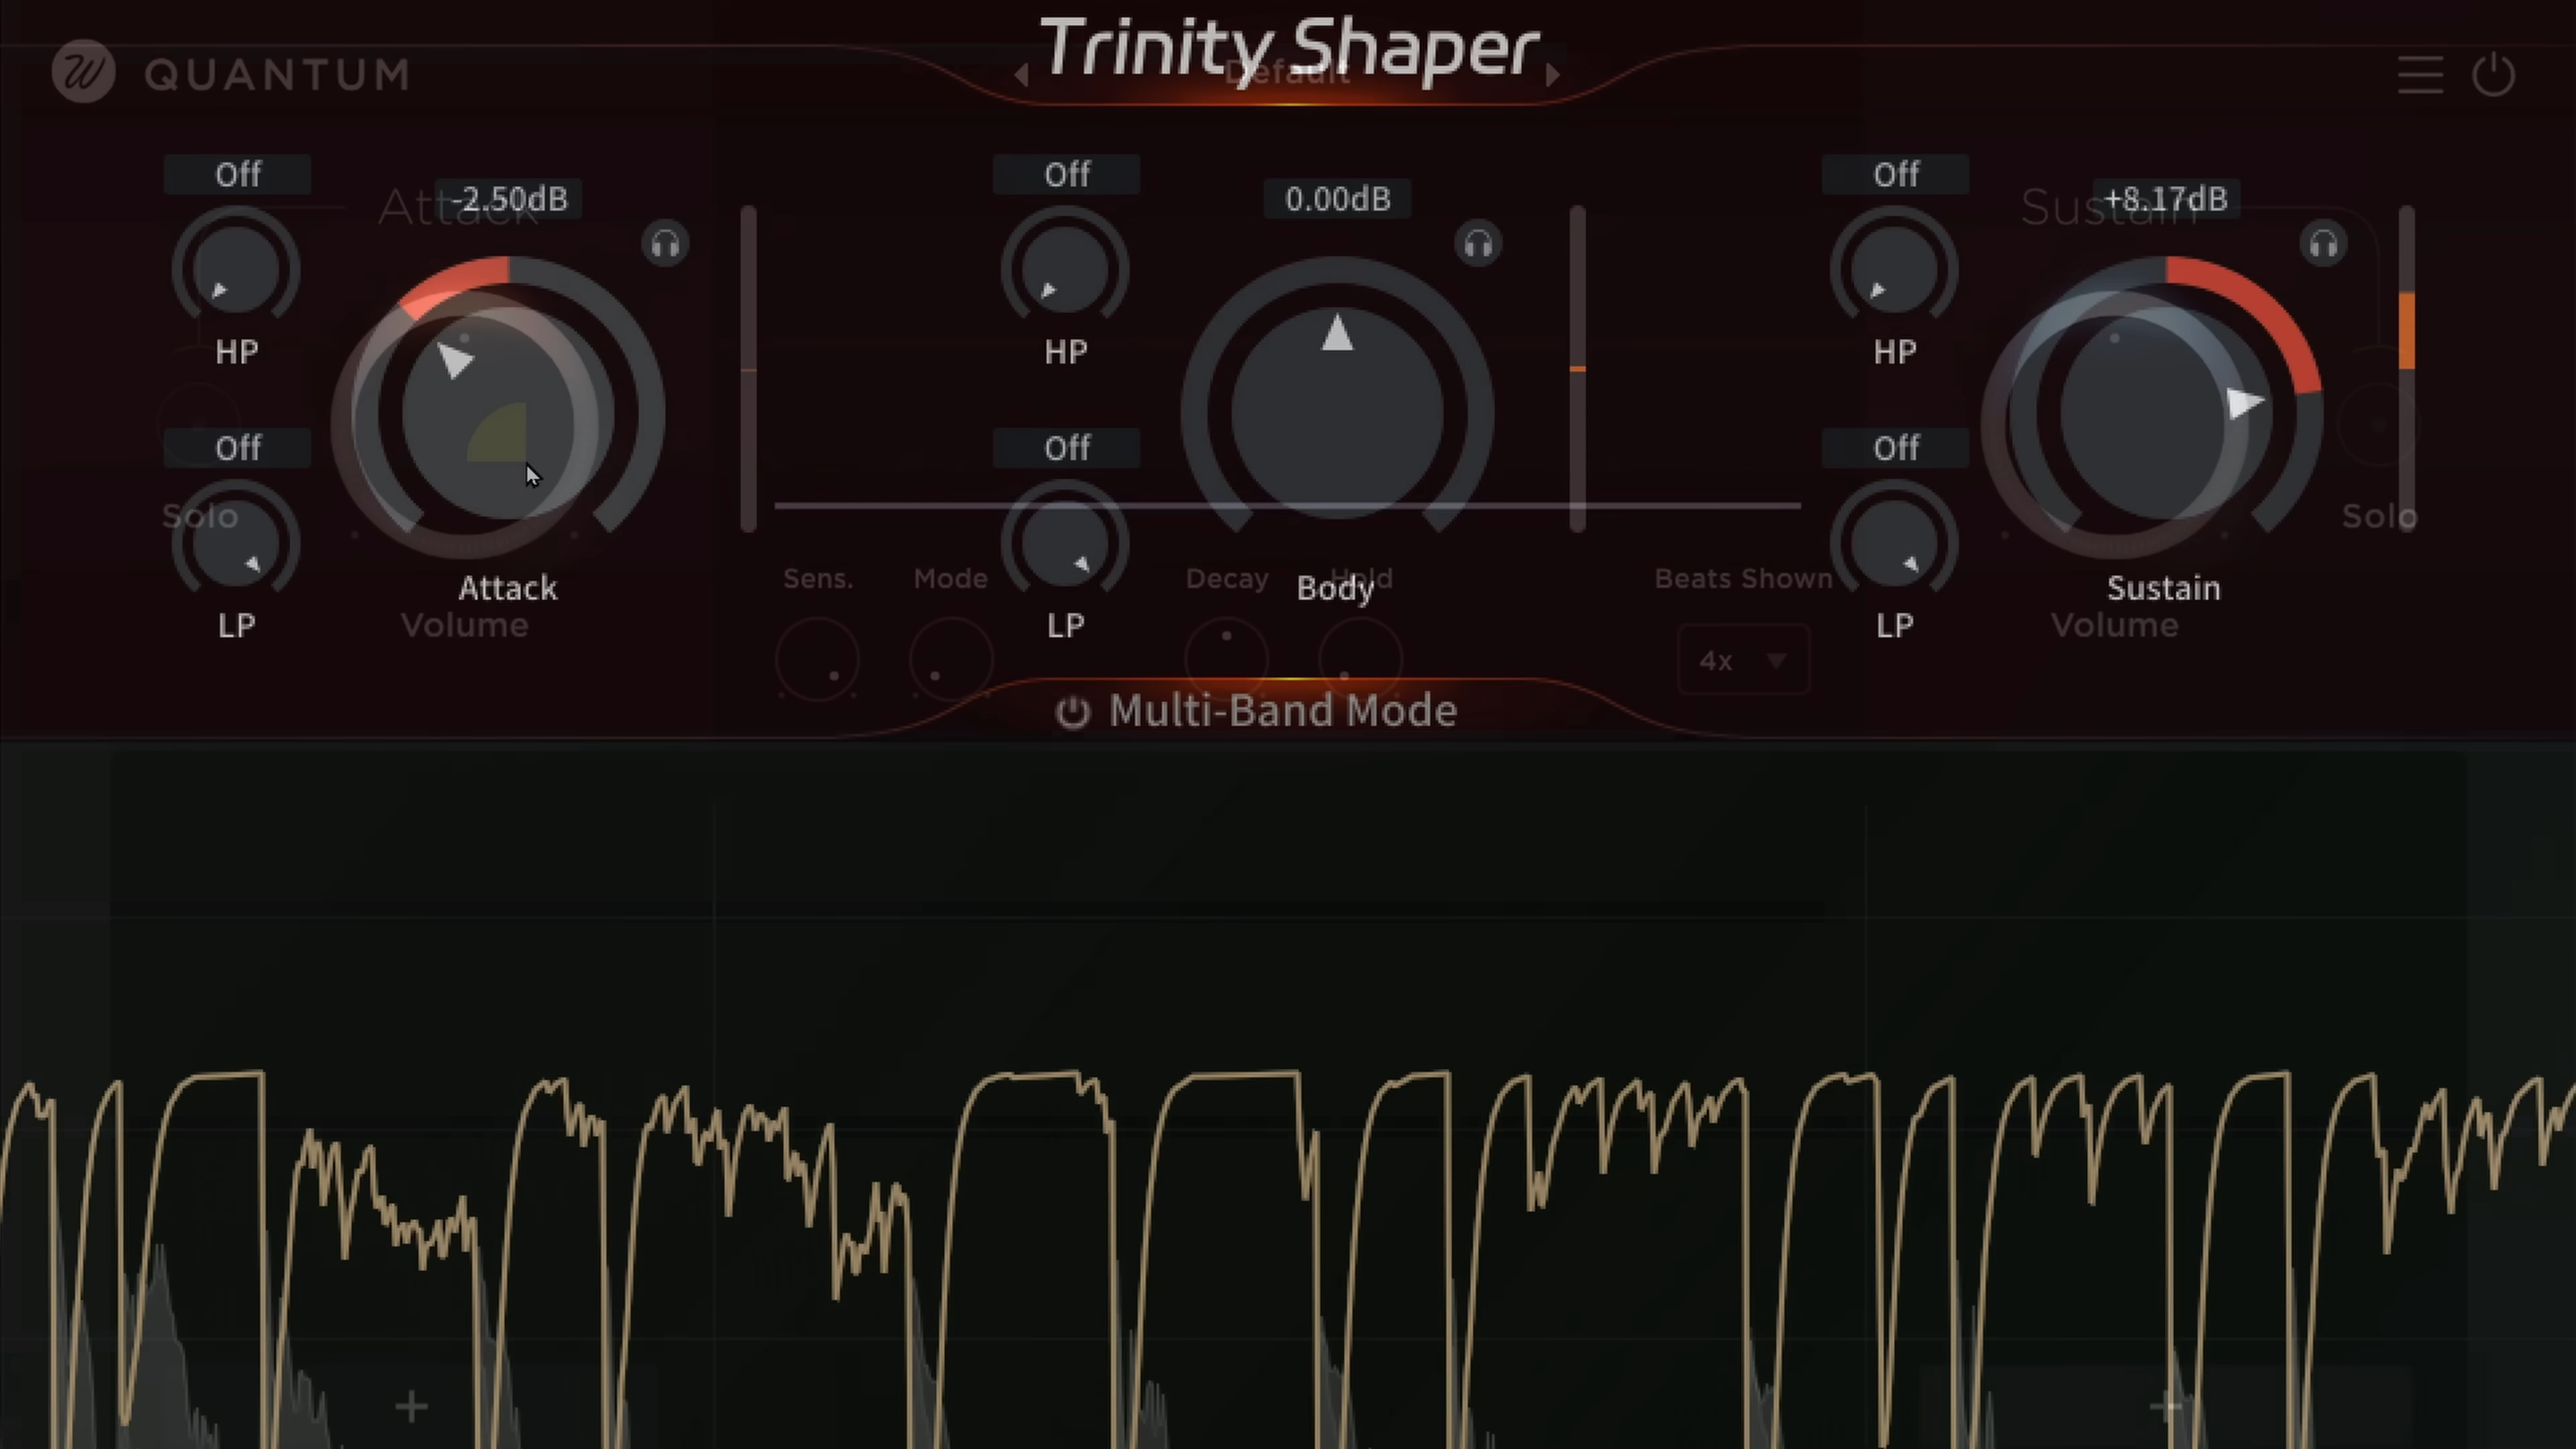 Trinity Shaper
QUANTUM
Default
Off
-2.50dB
Attack
HP
Off
Solo
LP
Attack
Volume
Off
0.00dB
HP
Off
LP
Body
Sens.
Mode
Decay
Hold
Beats Shown
4x
Off
+8.17dB
Sustain
HP
Off
Solo
LP
Sustain
Volume
Multi-Band Mode
+
+